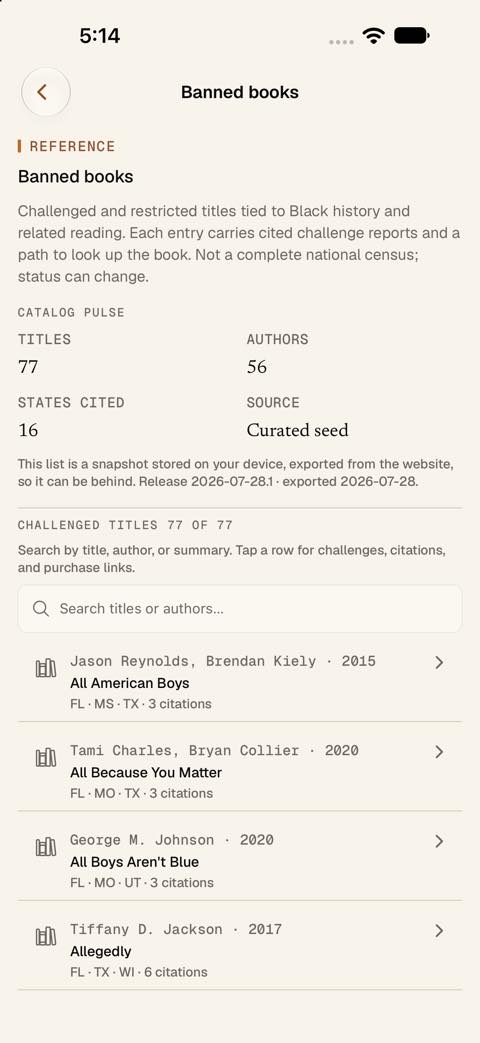 5:14
Banned books
REFERENCE
Banned books
Challenged and restricted titles tied to Black history and
related reading. Each entry carries cited challenge reports and a
path to look up the book. Not a complete national census;
status can change.
CATALOG PULSE
TITLES
77
AUTHORS
56
STATES CITED
16
SOURCE
Curated seed
This list is a snapshot stored on your device, exported from the website,
so it can be behind. Release 2026-07-28.1 · exported 2026-07-28.
CHALLENGED TITLES 77 OF 77
Search by title, author, or summary. Tap a row for challenges, citations,
and purchase links.
Search titles or authors...
Jason Reynolds, Brendan Kiely · 2015
All American Boys
FL · MS · TX · 3 citations
Tami Charles, Bryan Collier · 2020
All Because You Matter
FL · MO · TX · 3 citations
George M. Johnson · 2020
All Boys Aren't Blue
FL · MO · UT · 3 citations
Tiffany D. Jackson · 2017
Allegedly
FL · TX · WI · 6 citations